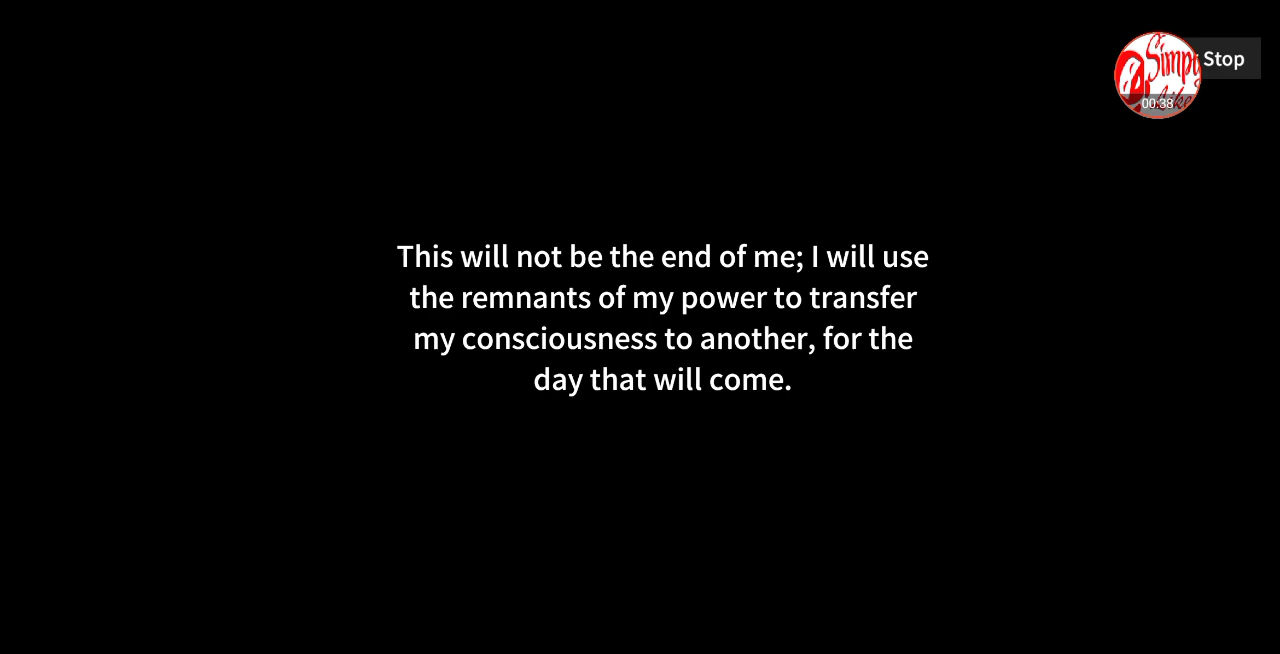 Stop
Simply
00:38
This will not be the end of me; I will use
the remnants of my power to transfer
my consciousness to another, for the
day that will come.